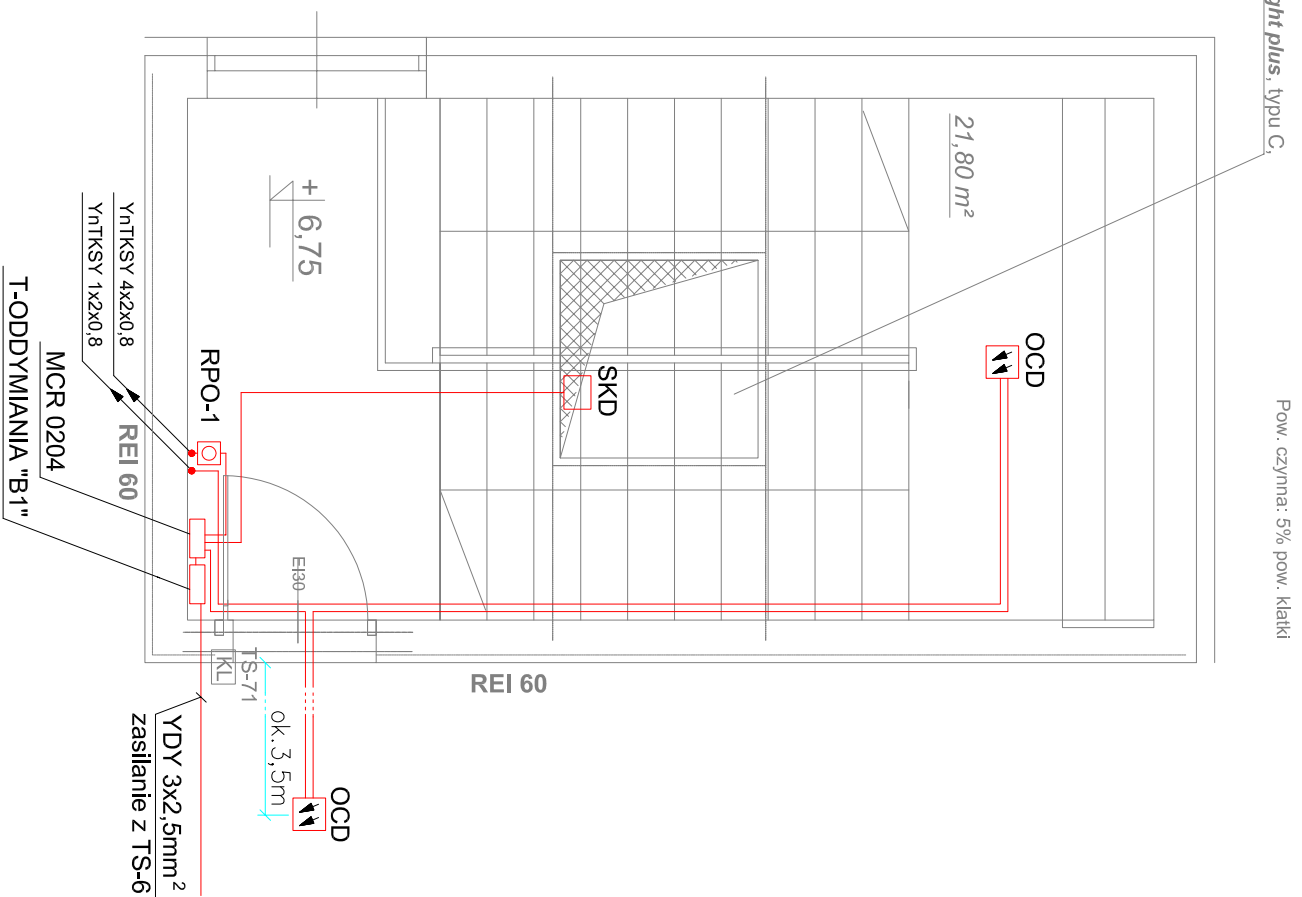 ght plus, typu C,
Pow. czynna: 5% pow. klatki
21,80 m²
+ 6,75
OCD
SKD
RPO-1
YnTKSY 4x2x0,8
YnTKSY 1x2x0,8
REI 60
MCR 0204
T-ODDYMIANIA "B1"
EI30
TS-71
KL
REI 60
ok.3,5m
OCD
YDY 3x2,5mm²
zasilanie z TS-6